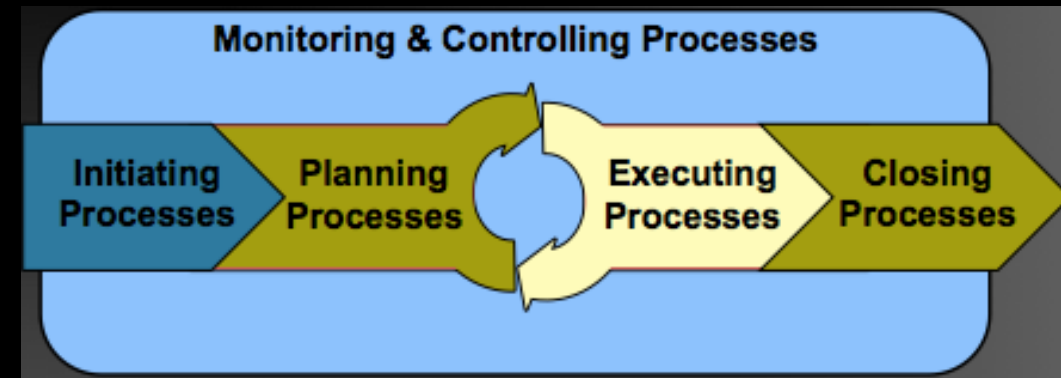 Monitoring & Controlling Processes
Initiating
Processes
Planning
Processes
Executing
Processes
Closing
Processes